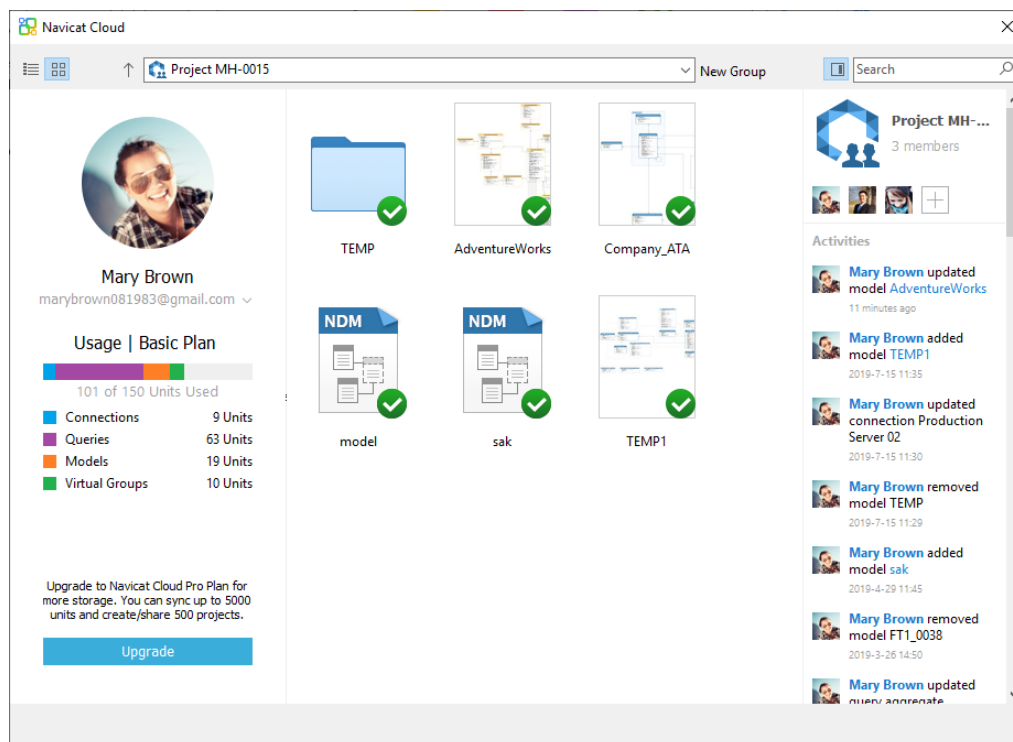 Navicat Cloud
Project MH-0015
New Group
Search
Mary Brown
marybrown081983@gmail.com
Usage | Basic Plan
101 of 150 Units Used
Connections 9 Units
Queries 63 Units
Models 19 Units
Virtual Groups 10 Units
Upgrade to Navicat Cloud Pro Plan for
more storage. You can sync up to 5000
units and create/share 500 projects.
Upgrade
TEMP
AdventureWorks
Company_ATA
NDM
model
NDM
sak
TEMP1
Project MH-...
3 members
Activities
Mary Brown updated
model AdventureWorks
11 minutes ago
Mary Brown added
model TEMP1
2019-7-15 11:35
Mary Brown updated
connection Production
Server 02
2019-7-15 11:30
Mary Brown removed
model TEMP
2019-7-15 11:29
Mary Brown added
model sak
2019-4-29 11:45
Mary Brown removed
model FT1_0038
2019-3-26 14:50
Mary Brown updated
query aggregate